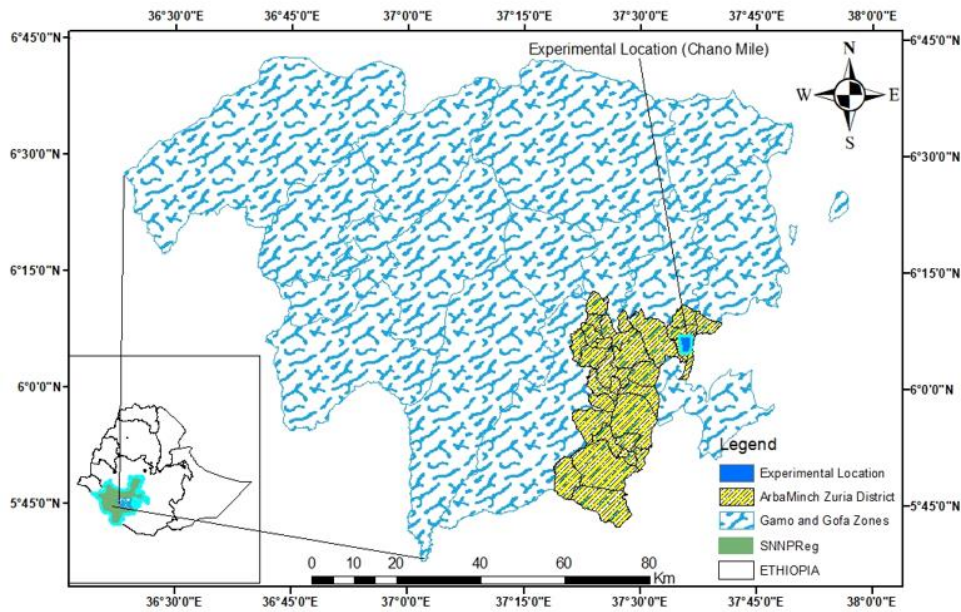 36°30'0"E 36°45'0"E 37°0'0"E 37°15'0"E 37°30'0"E 37°45'0"E 38°0'0"E
6°45'0"N 6°45'0"N
Experimental Location (Chano Mile)
N
W E
S
6°30'0"N 6°30'0"N
6°15'0"N 6°15'0"N
6°0'0"N 6°0'0"N
Legend
Experimental Location
ArbaMinch Zuria District
5°45'0"N 5°45'0"N
Gamo and Gofa Zones
SNNPReg
ETHIOPIA
0 10 20 40 60 80
Km
36°30'0"E 36°45'0"E 37°0'0"E 37°15'0"E 37°30'0"E 37°45'0"E 38°0'0"E